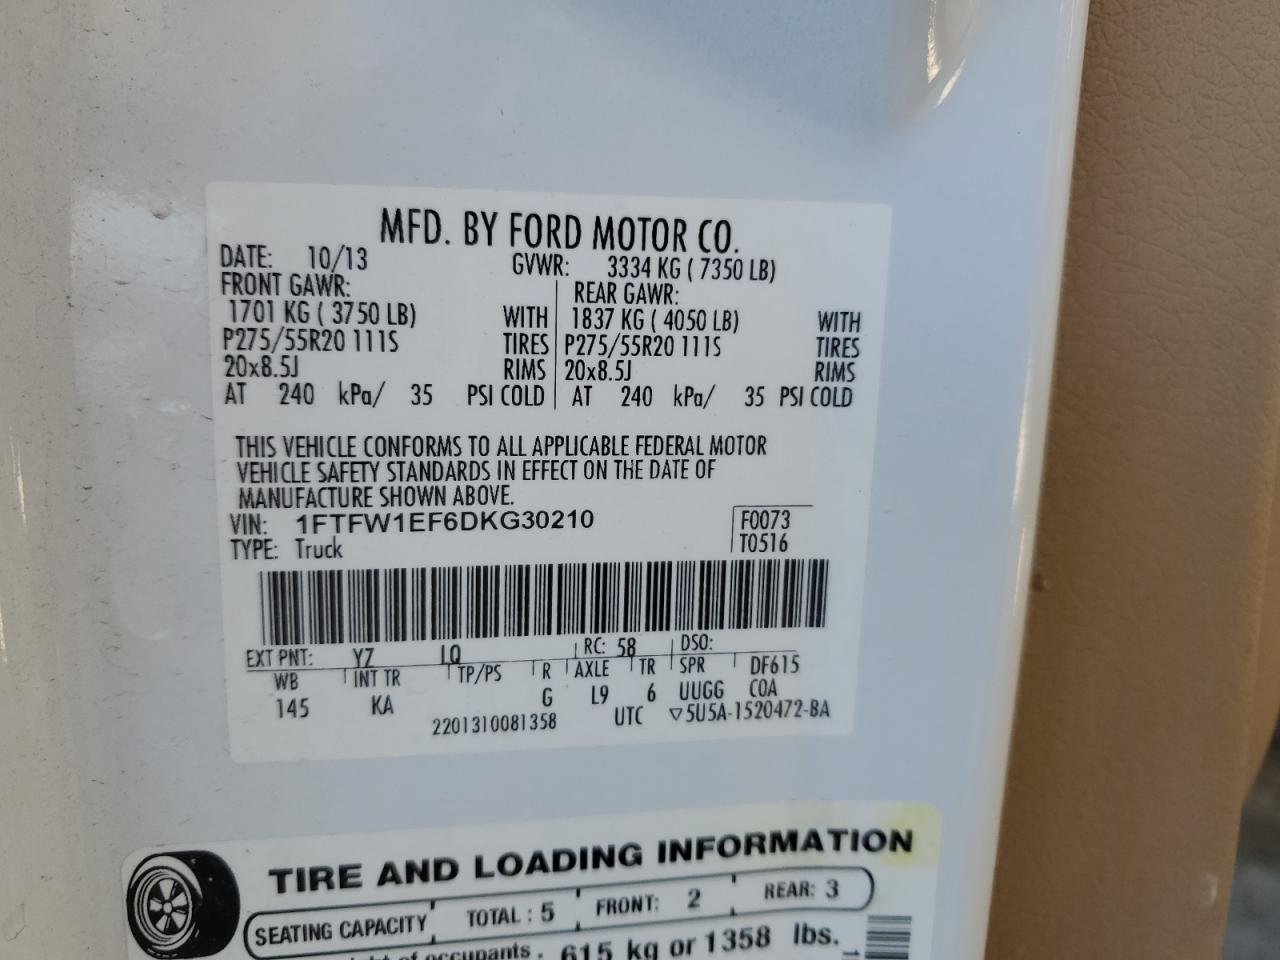 MFD. BY FORD MOTOR CO.
DATE: 10/13 GVWR: 3334 KG ( 7350 LB)
FRONT GAWR: REAR GAWR:
1701 KG ( 3750 LB) WITH 1837 KG ( 4050 LB) WITH
P275/55R20 111S TIRES P275/55R20 111S TIRES
20x8.5J RIMS 20x8.5J RIMS
AT 240 kPa/ 35 PSI COLD AT 240 kPa/ 35 PSI COLD
THIS VEHICLE CONFORMS TO ALL APPLICABLE FEDERAL MOTOR
VEHICLE SAFETY STANDARDS IN EFFECT ON THE DATE OF
MANUFACTURE SHOWN ABOVE.
VIN: 1FTFW1EF6DKG30210 F0073
TYPE: Truck T0516
EXT PNT: YZ LQ RC: 58 DSO:
WB INT TR TP/PS R AXLE TR SPR DF615
145 KA G L9 6 UUGG COA
2201310081358 UTC ▽5U5A-1520472-BA
TIRE AND LOADING INFORMATION
SEATING CAPACITY TOTAL : 5 FRONT: 2 REAR: 3
of occupants 615 kg or 1358 lbs.